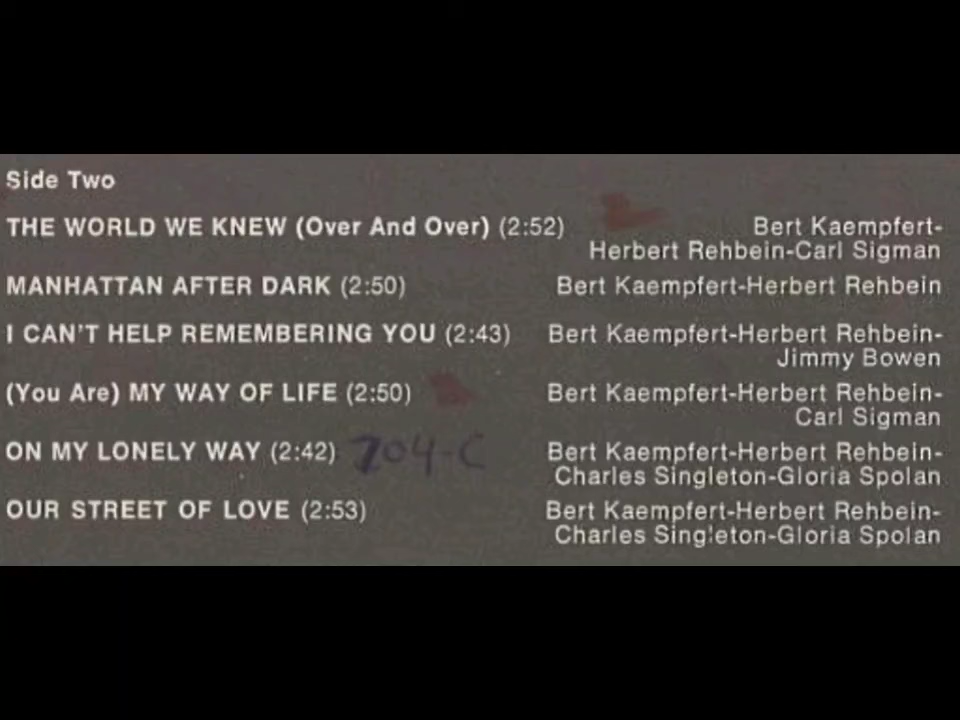 Side Two
THE WORLD WE KNEW (Over And Over) (2:52) Bert Kaempfert-
Herbert Rehbein-Carl Sigman
MANHATTAN AFTER DARK (2:50) Bert Kaempfert-Herbert Rehbein
I CAN'T HELP REMEMBERING YOU (2:43) Bert Kaempfert-Herbert Rehbein-
Jimmy Bowen
(You Are) MY WAY OF LIFE (2:50) Bert Kaempfert-Herbert Rehbein-
Carl Sigman
ON MY LONELY WAY (2:42) 704-C Bert Kaempfert-Herbert Rehbein-
Charles Singleton-Gloria Spolan
OUR STREET OF LOVE (2:53) Bert Kaempfert-Herbert Rehbein-
Charles Singleton-Gloria Spolan